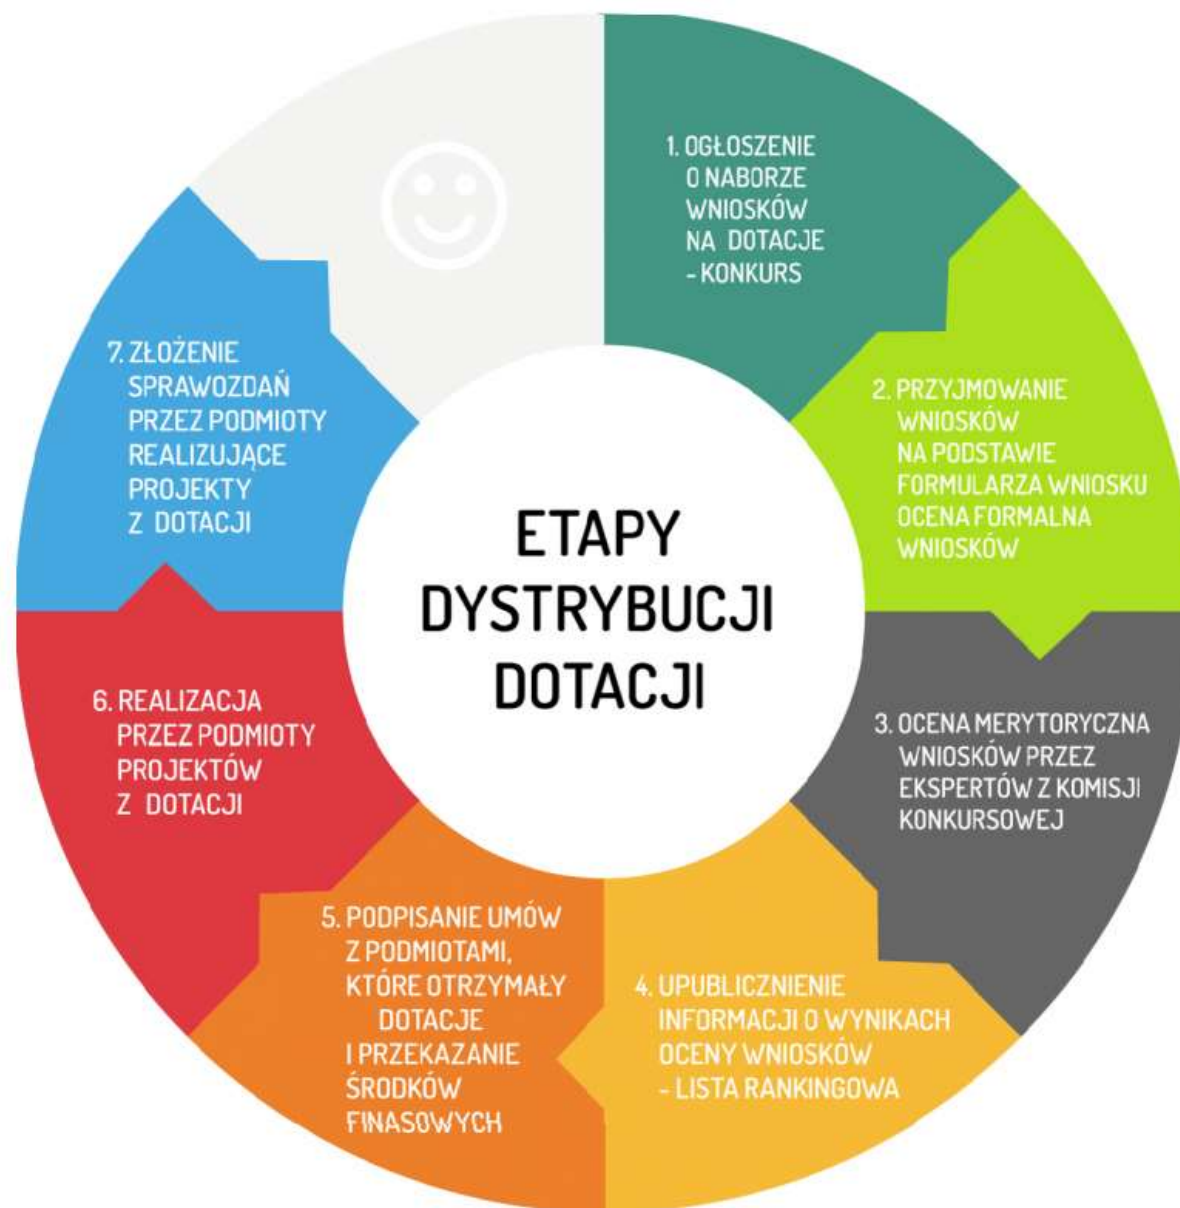 1. OGŁOSZENIE
O NABORZE
WNIOSKÓW
NA DOTACJE
- KONKURS
2. PRZYJMOWANIE
WNIOSKÓW
NA PODSTAWIE
FORMULARZA WNIOSKU
OCENA FORMALNA
WNIOSKÓW
3. OCENA MERYTORYCZNA
WNIOSKÓW PRZEZ
EKSPERTÓW Z KOMISJI
KONKURSOWEJ
4. UPUBLICZNIENIE
INFORMACJI O WYNIKACH
OCENY WNIOSKÓW
- LISTA RANKINGOWA
5. PODPISANIE UMÓW
Z PODMIOTAMI,
KTÓRE OTRZYMAŁY
DOTACJE
I PRZEKAZANIE
ŚRODKÓW
FINASOWYCH
6. REALIZACJA
PRZEZ PODMIOTY
PROJEKTÓW
Z DOTACJI
7. ZŁOŻENIE
SPRAWOZDAŃ
PRZEZ PODMIOTY
REALIZUJĄCE
PROJEKTY
Z DOTACJI
ETAPY
DYSTRYBUCJI
DOTACJI